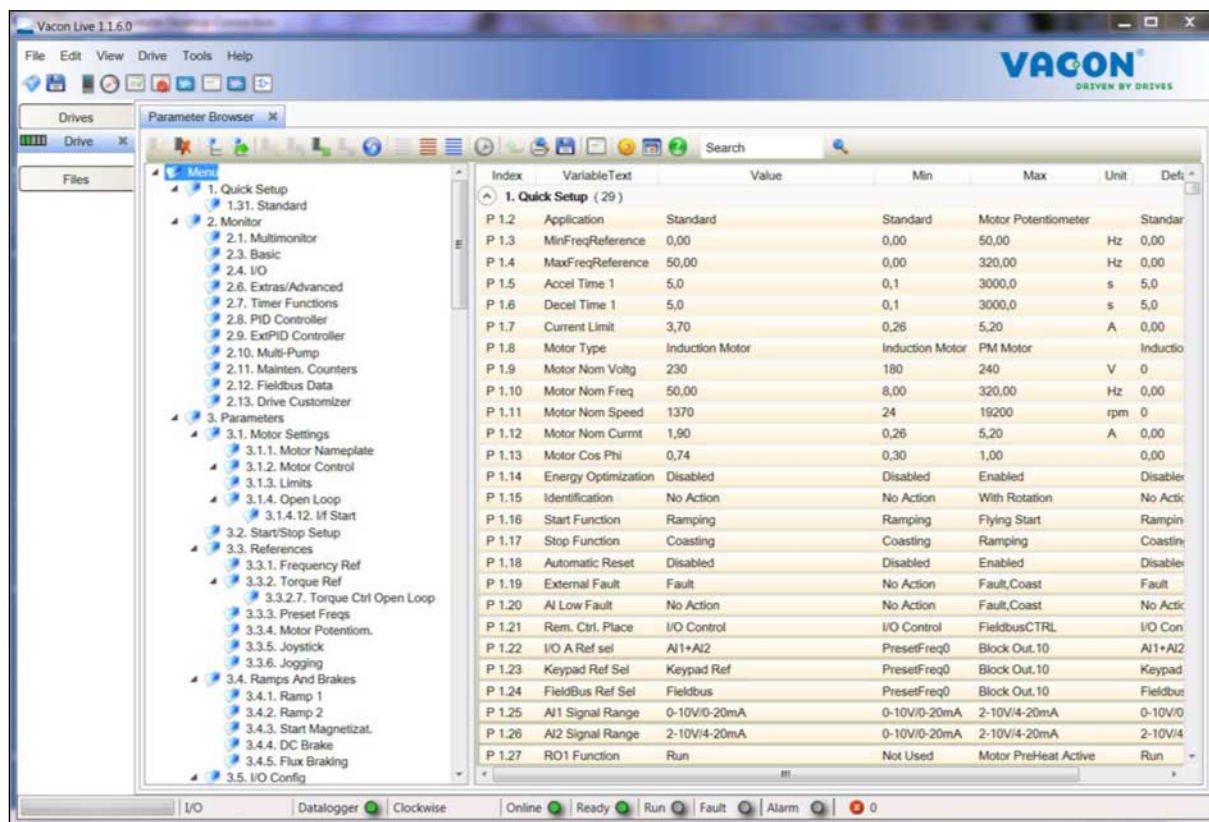 Vacon Live 1.1.6.0
File Edit View Drive Tools Help
VACON®
DRIVEN BY DRIVES
Drives
Drive
Files
Parameter Browser
Search
Menu
1. Quick Setup
1.31. Standard
2. Monitor
2.1. Multimonitor
2.3. Basic
2.4. I/O
2.6. Extras/Advanced
2.7. Timer Functions
2.8. PID Controller
2.9. ExtPID Controller
2.10. Multi-Pump
2.11. Mainten. Counters
2.12. Fieldbus Data
2.13. Drive Customizer
3. Parameters
3.1. Motor Settings
3.1.1. Motor Nameplate
3.1.2. Motor Control
3.1.3. Limits
3.1.4. Open Loop
3.1.4.12. I/f Start
3.2. Start/Stop Setup
3.3. References
3.3.1. Frequency Ref
3.3.2. Torque Ref
3.3.2.7. Torque Ctrl Open Loop
3.3.3. Preset Freqs
3.3.4. Motor Potentiom.
3.3.5. Joystick
3.3.6. Jogging
3.4. Ramps And Brakes
3.4.1. Ramp 1
3.4.2. Ramp 2
3.4.3. Start Magnetizat.
3.4.4. DC Brake
3.4.5. Flux Braking
3.5. I/O Config
Index VariableText Value Min Max Unit Defa
1. Quick Setup (29)
P 1.2 Application Standard Standard Motor Potentiometer Standar
P 1.3 MinFreqReference 0,00 0,00 50,00 Hz 0,00
P 1.4 MaxFreqReference 50,00 0,00 320,00 Hz 0,00
P 1.5 Accel Time 1 5,0 0,1 3000,0 s 5,0
P 1.6 Decel Time 1 5,0 0,1 3000,0 s 5,0
P 1.7 Current Limit 3,70 0,26 5,20 A 0,00
P 1.8 Motor Type Induction Motor Induction Motor PM Motor Inductio
P 1.9 Motor Nom Voltg 230 180 240 V 0
P 1.10 Motor Nom Freq 50,00 8,00 320,00 Hz 0,00
P 1.11 Motor Nom Speed 1370 24 19200 rpm 0
P 1.12 Motor Nom Currnt 1,90 0,26 5,20 A 0,00
P 1.13 Motor Cos Phi 0,74 0,30 1,00 0,00
P 1.14 Energy Optimization Disabled Disabled Enabled Disable
P 1.15 Identification No Action No Action With Rotation No Actic
P 1.16 Start Function Ramping Ramping Flying Start Rampin
P 1.17 Stop Function Coasting Coasting Ramping Coastin
P 1.18 Automatic Reset Disabled Disabled Enabled Disable
P 1.19 External Fault Fault No Action Fault,Coast Fault
P 1.20 AI Low Fault No Action No Action Fault,Coast No Actic
P 1.21 Rem. Ctrl. Place I/O Control I/O Control FieldbusCTRL I/O Con
P 1.22 I/O A Ref sel AI1+AI2 PresetFreq0 Block Out.10 AI1+AI2
P 1.23 Keypad Ref Sel Keypad Ref PresetFreq0 Block Out.10 Keypad
P 1.24 FieldBus Ref Sel Fieldbus PresetFreq0 Block Out.10 Fieldbus
P 1.25 AI1 Signal Range 0-10V/0-20mA 0-10V/0-20mA 2-10V/4-20mA 0-10V/0
P 1.26 AI2 Signal Range 2-10V/4-20mA 0-10V/0-20mA 2-10V/4-20mA 2-10V/4
P 1.27 RO1 Function Run Not Used Motor PreHeat Active Run
I/O Datalogger Clockwise Online Ready Run Fault Alarm 0